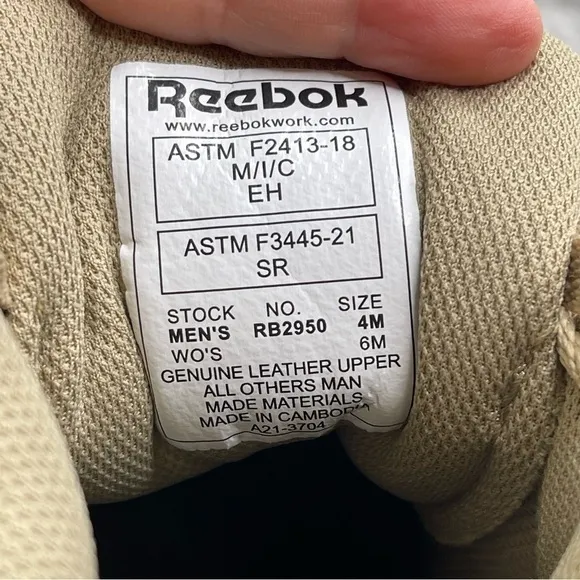 Reebok
www.reebokwork.com
ASTM F2413-18
M/I/C
EH
ASTM F3445-21
SR
STOCK NO. SIZE
MEN'S RB2950 4M
WO'S 6M
GENUINE LEATHER UPPER
ALL OTHERS MAN
MADE MATERIALS
MADE IN CAMBODIA
A21-3704